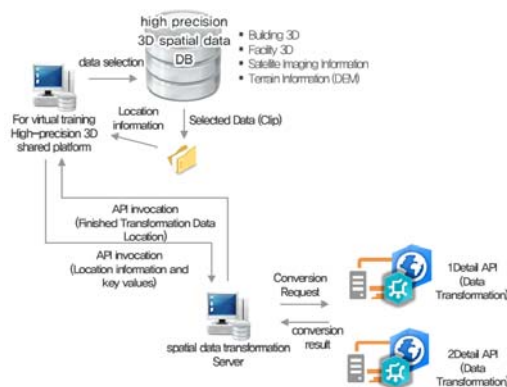 high precision
3D spatial data
DB
• Building 3D
• Facility 3D
• Satellite Imaging Information
• Terrain Information (DEM)
data selection
For virtual training
High-precision 3D
shared platform
Location
information
Selected Data (Clip)
API invocation
(Finished Transformation Data
Location)
API invocation
(Location information and
key values)
spatial data transformation
Server
Conversion
Request
conversion
result
1Detail API
(Data
Transformation)
2Detail API
(Data
Transformation)